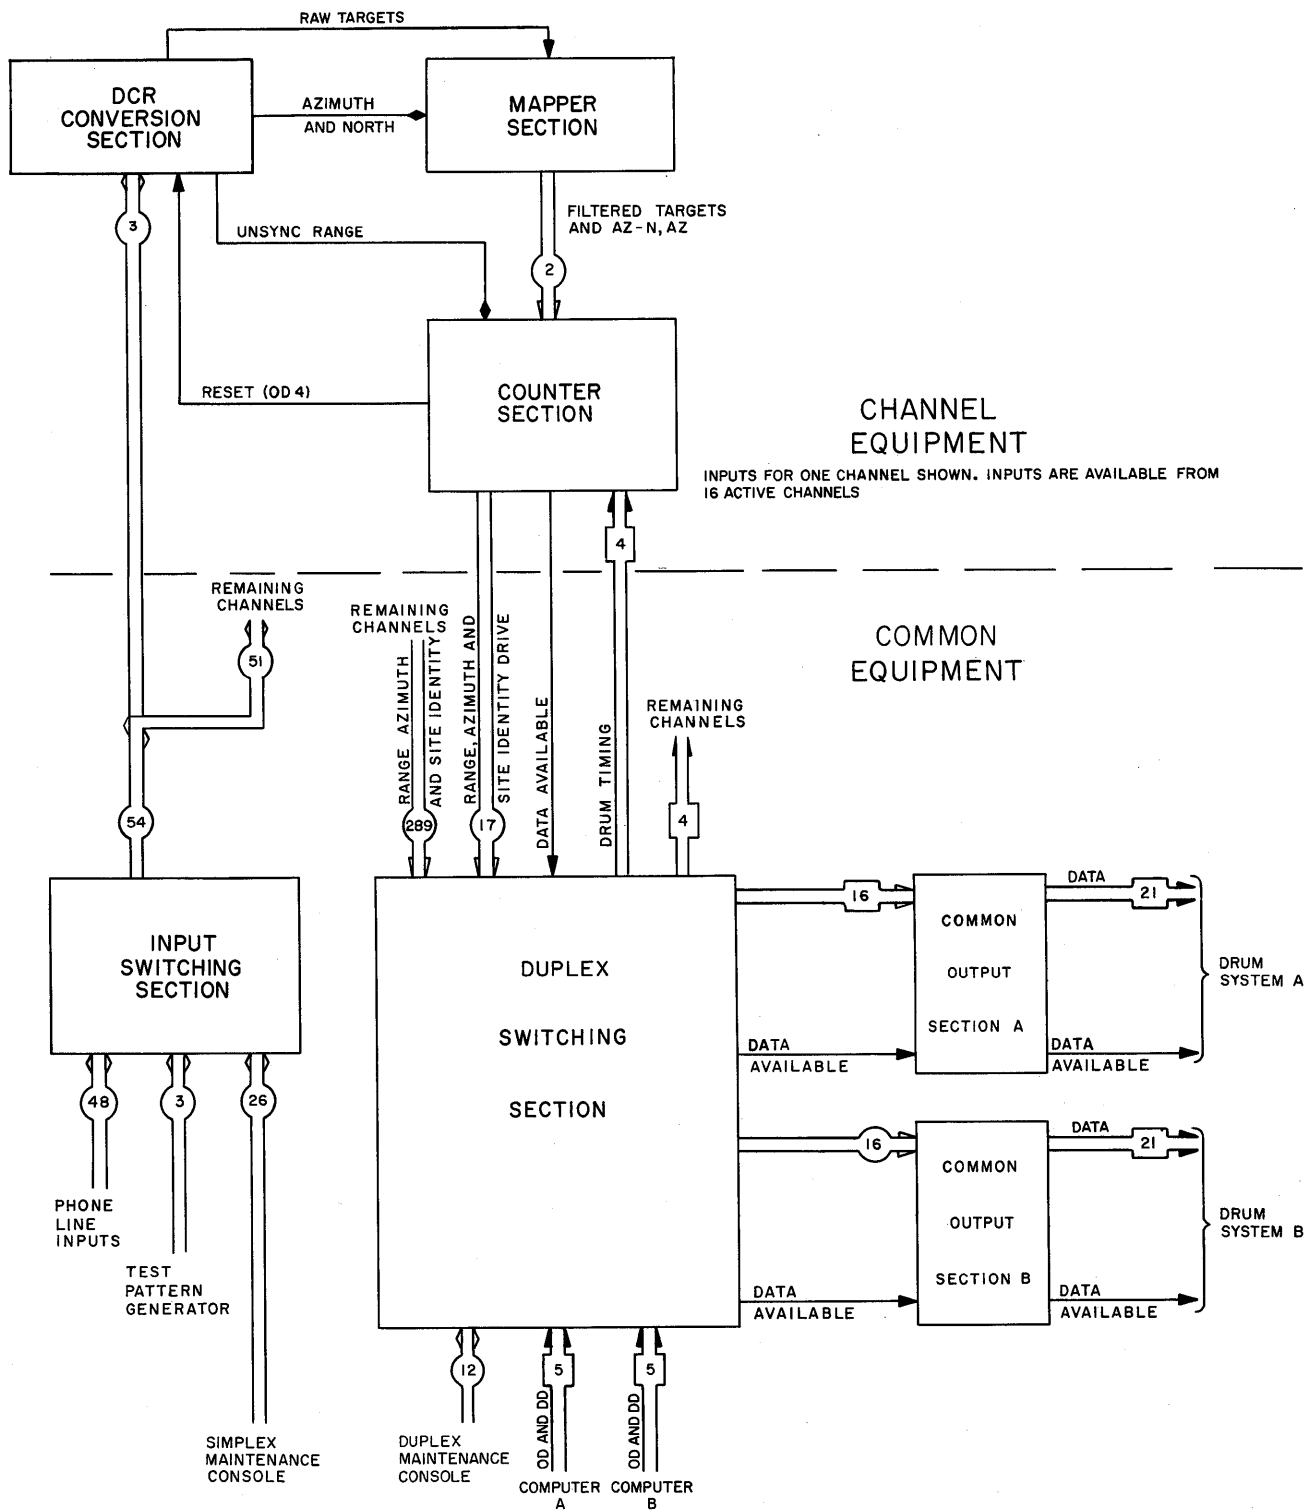 RAW TARGETS
DCR
CONVERSION
SECTION
AZIMUTH
AND NORTH
MAPPER
SECTION
3
UNSYNC RANGE
FILTERED TARGETS
AND AZ-N, AZ
2
RESET (OD 4)
COUNTER
SECTION
CHANNEL
EQUIPMENT
INPUTS FOR ONE CHANNEL SHOWN. INPUTS ARE AVAILABLE FROM
16 ACTIVE CHANNELS
4
REMAINING
CHANNELS
51
REMAINING
CHANNELS
RANGE AZIMUTH
AND SITE IDENTITY
RANGE, AZIMUTH AND
SITE IDENTITY DRIVE
DATA AVAILABLE
DRUM TIMING
COMMON
EQUIPMENT
REMAINING
CHANNELS
54
289
17
4
INPUT
SWITCHING
SECTION
DUPLEX
SWITCHING
SECTION
16
COMMON
OUTPUT
SECTION A
DATA
21
DRUM
SYSTEM A
DATA
AVAILABLE
DATA
AVAILABLE
48
3
26
16
COMMON
OUTPUT
SECTION B
DATA
21
DRUM
SYSTEM B
DATA
AVAILABLE
DATA
AVAILABLE
PHONE
LINE
INPUTS
TEST
PATTERN
GENERATOR
SIMPLEX
MAINTENANCE
CONSOLE
12
5
5
DUPLEX
MAINTENANCE
CONSOLE
OD AND DD
OD AND DD
COMPUTER
A
COMPUTER
B